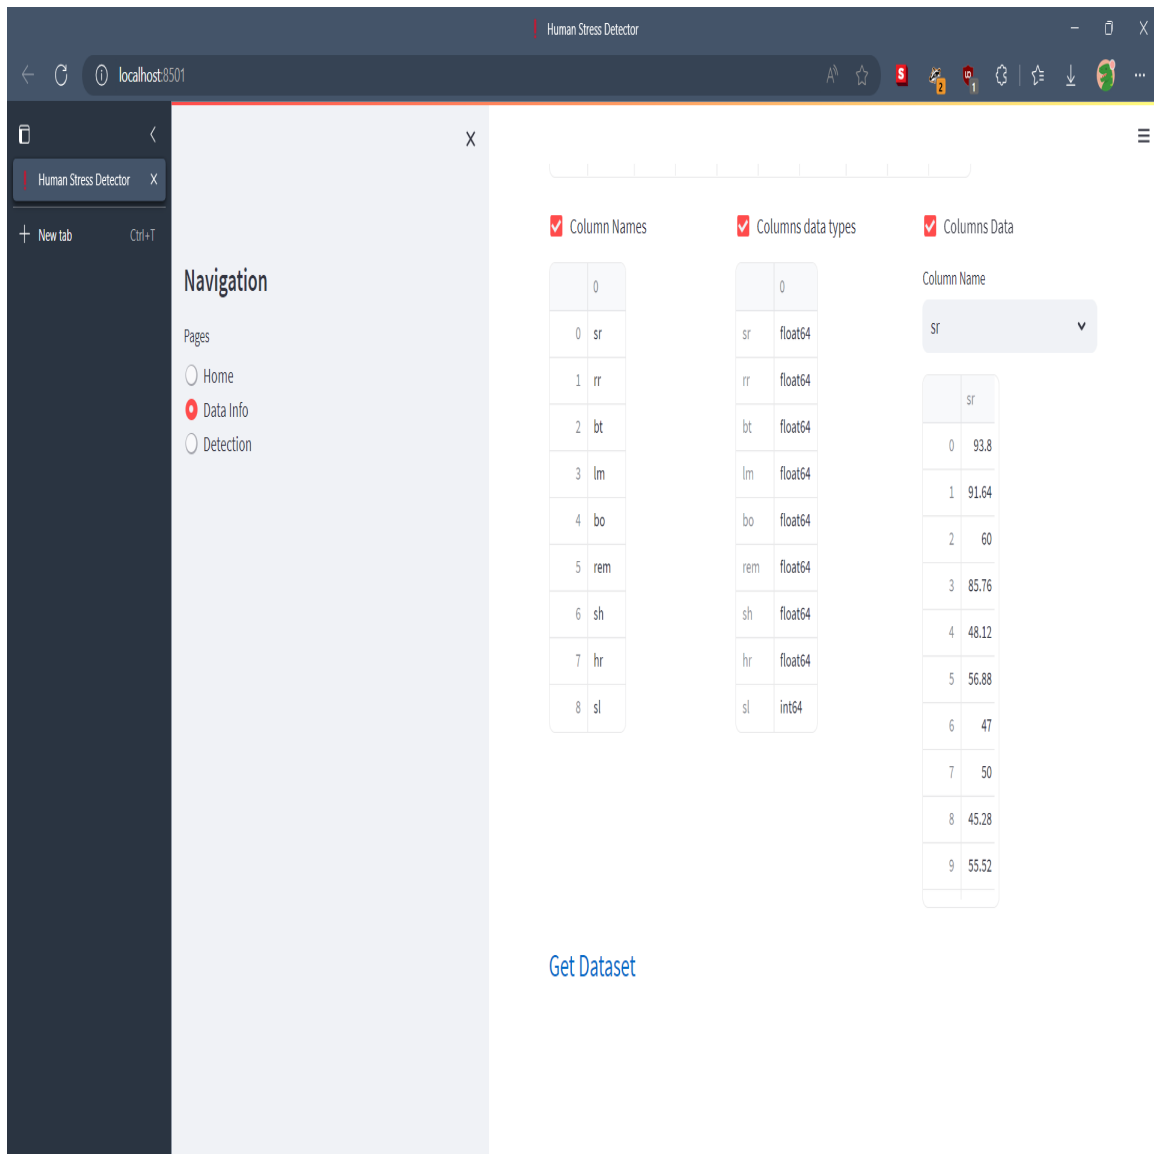 Human Stress Detector
localhost:8501
2
1
Human Stress Detector
New tab Ctrl+T
Navigation
Pages
Home
Data Info
Detection
Column Names
0
0 sr
1 rr
2 bt
3 lm
4 bo
5 rem
6 sh
7 hr
8 sl
Columns data types
0
sr float64
rr float64
bt float64
lm float64
bo float64
rem float64
sh float64
hr float64
sl int64
Columns Data
Column Name
sr
sr
0 93.8
1 91.64
2 60
3 85.76
4 48.12
5 56.88
6 47
7 50
8 45.28
9 55.52
Get Dataset